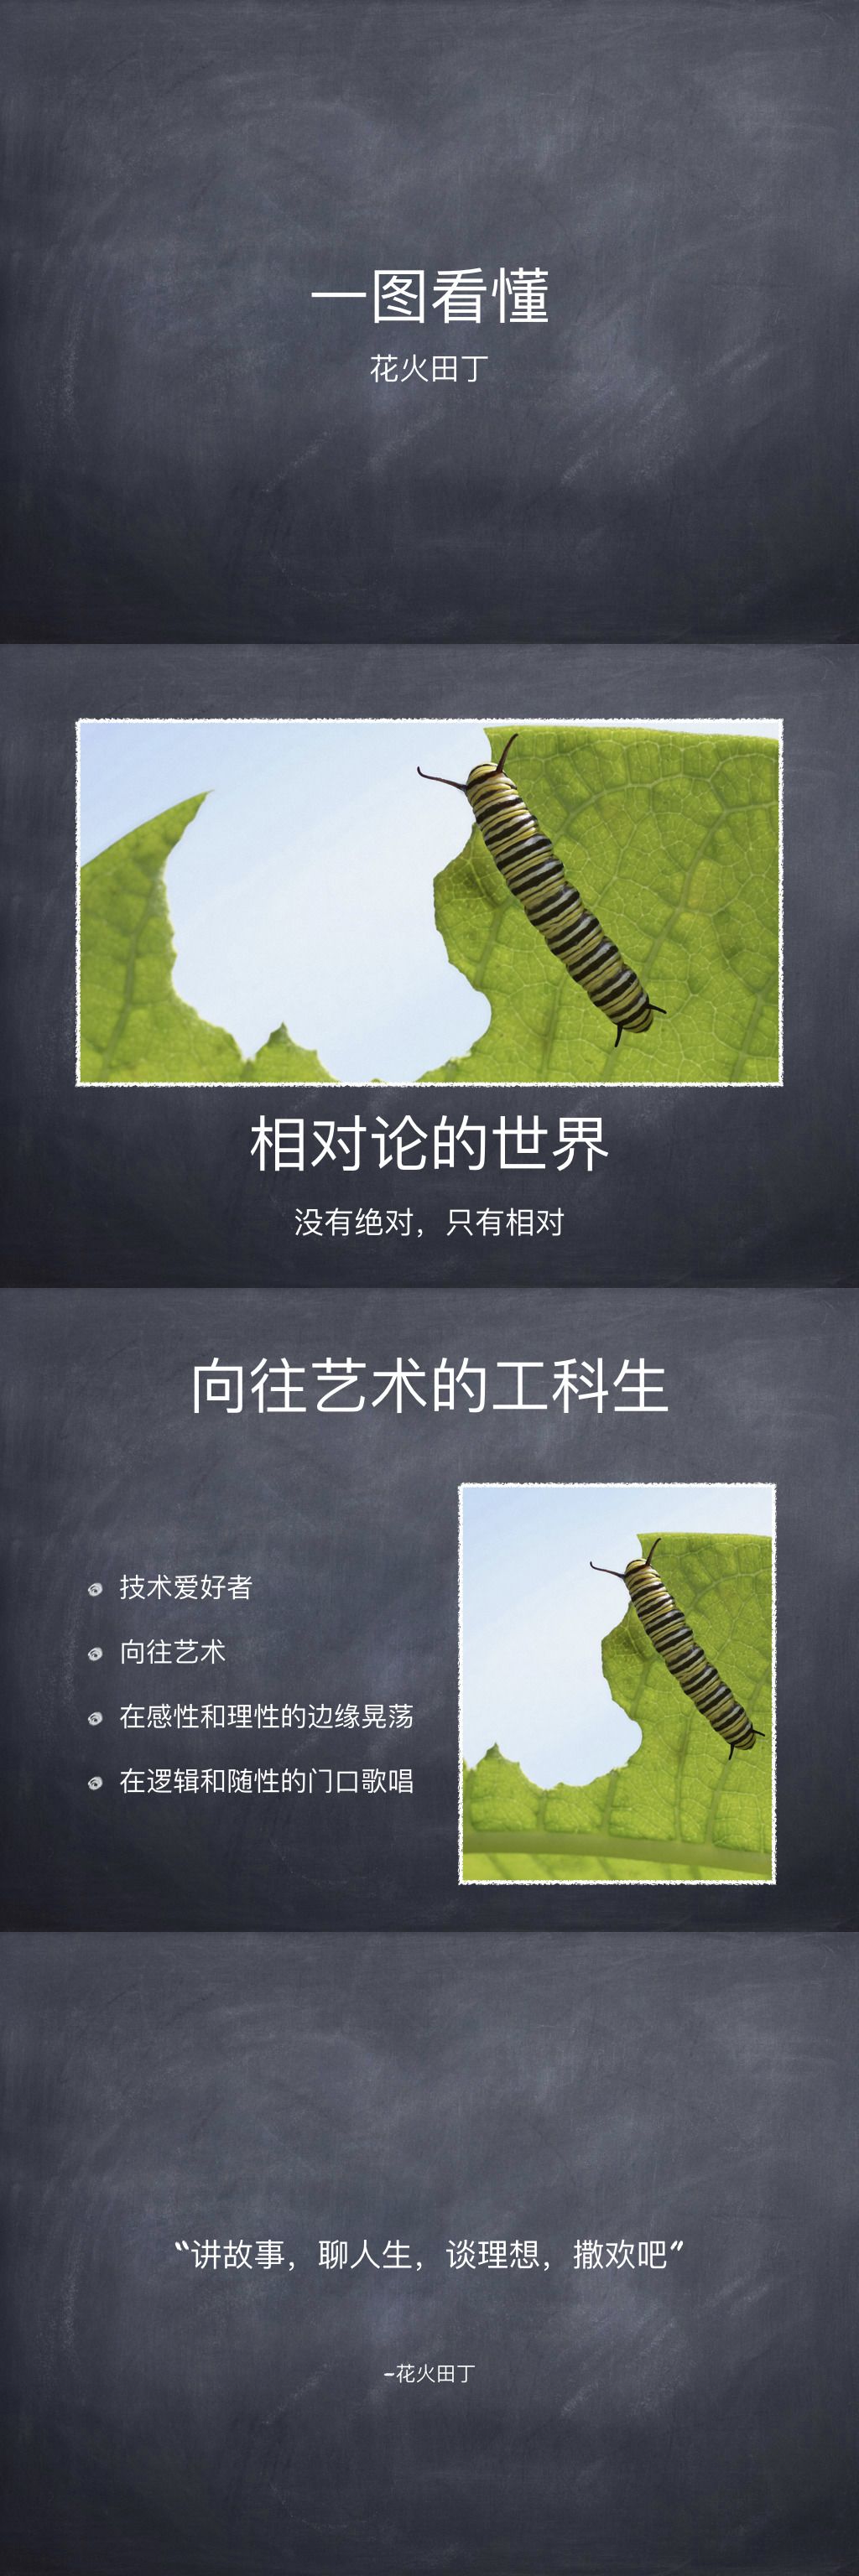 一图看懂
花火田丁
相对论的世界
没有绝对，只有相对
向往艺术的工科生
技术爱好者
向往艺术
在感性和理性的边缘晃荡
在逻辑和随性的门口歌唱
“讲故事，聊人生，谈理想，撒欢吧”
–花火田丁